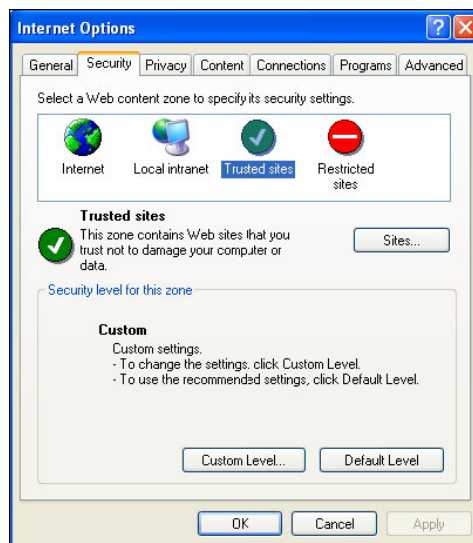 Internet Options
General Security Privacy Content Connections Programs Advanced
Select a Web content zone to specify its security settings.
Internet Local intranet Trusted sites Restricted sites
Trusted sites
This zone contains Web sites that you
trust not to damage your computer or
data.
Sites...
Security level for this zone
Custom
Custom settings.
- To change the settings, click Custom Level.
- To use the recommended settings, click Default Level.
Custom Level... Default Level
OK Cancel Apply